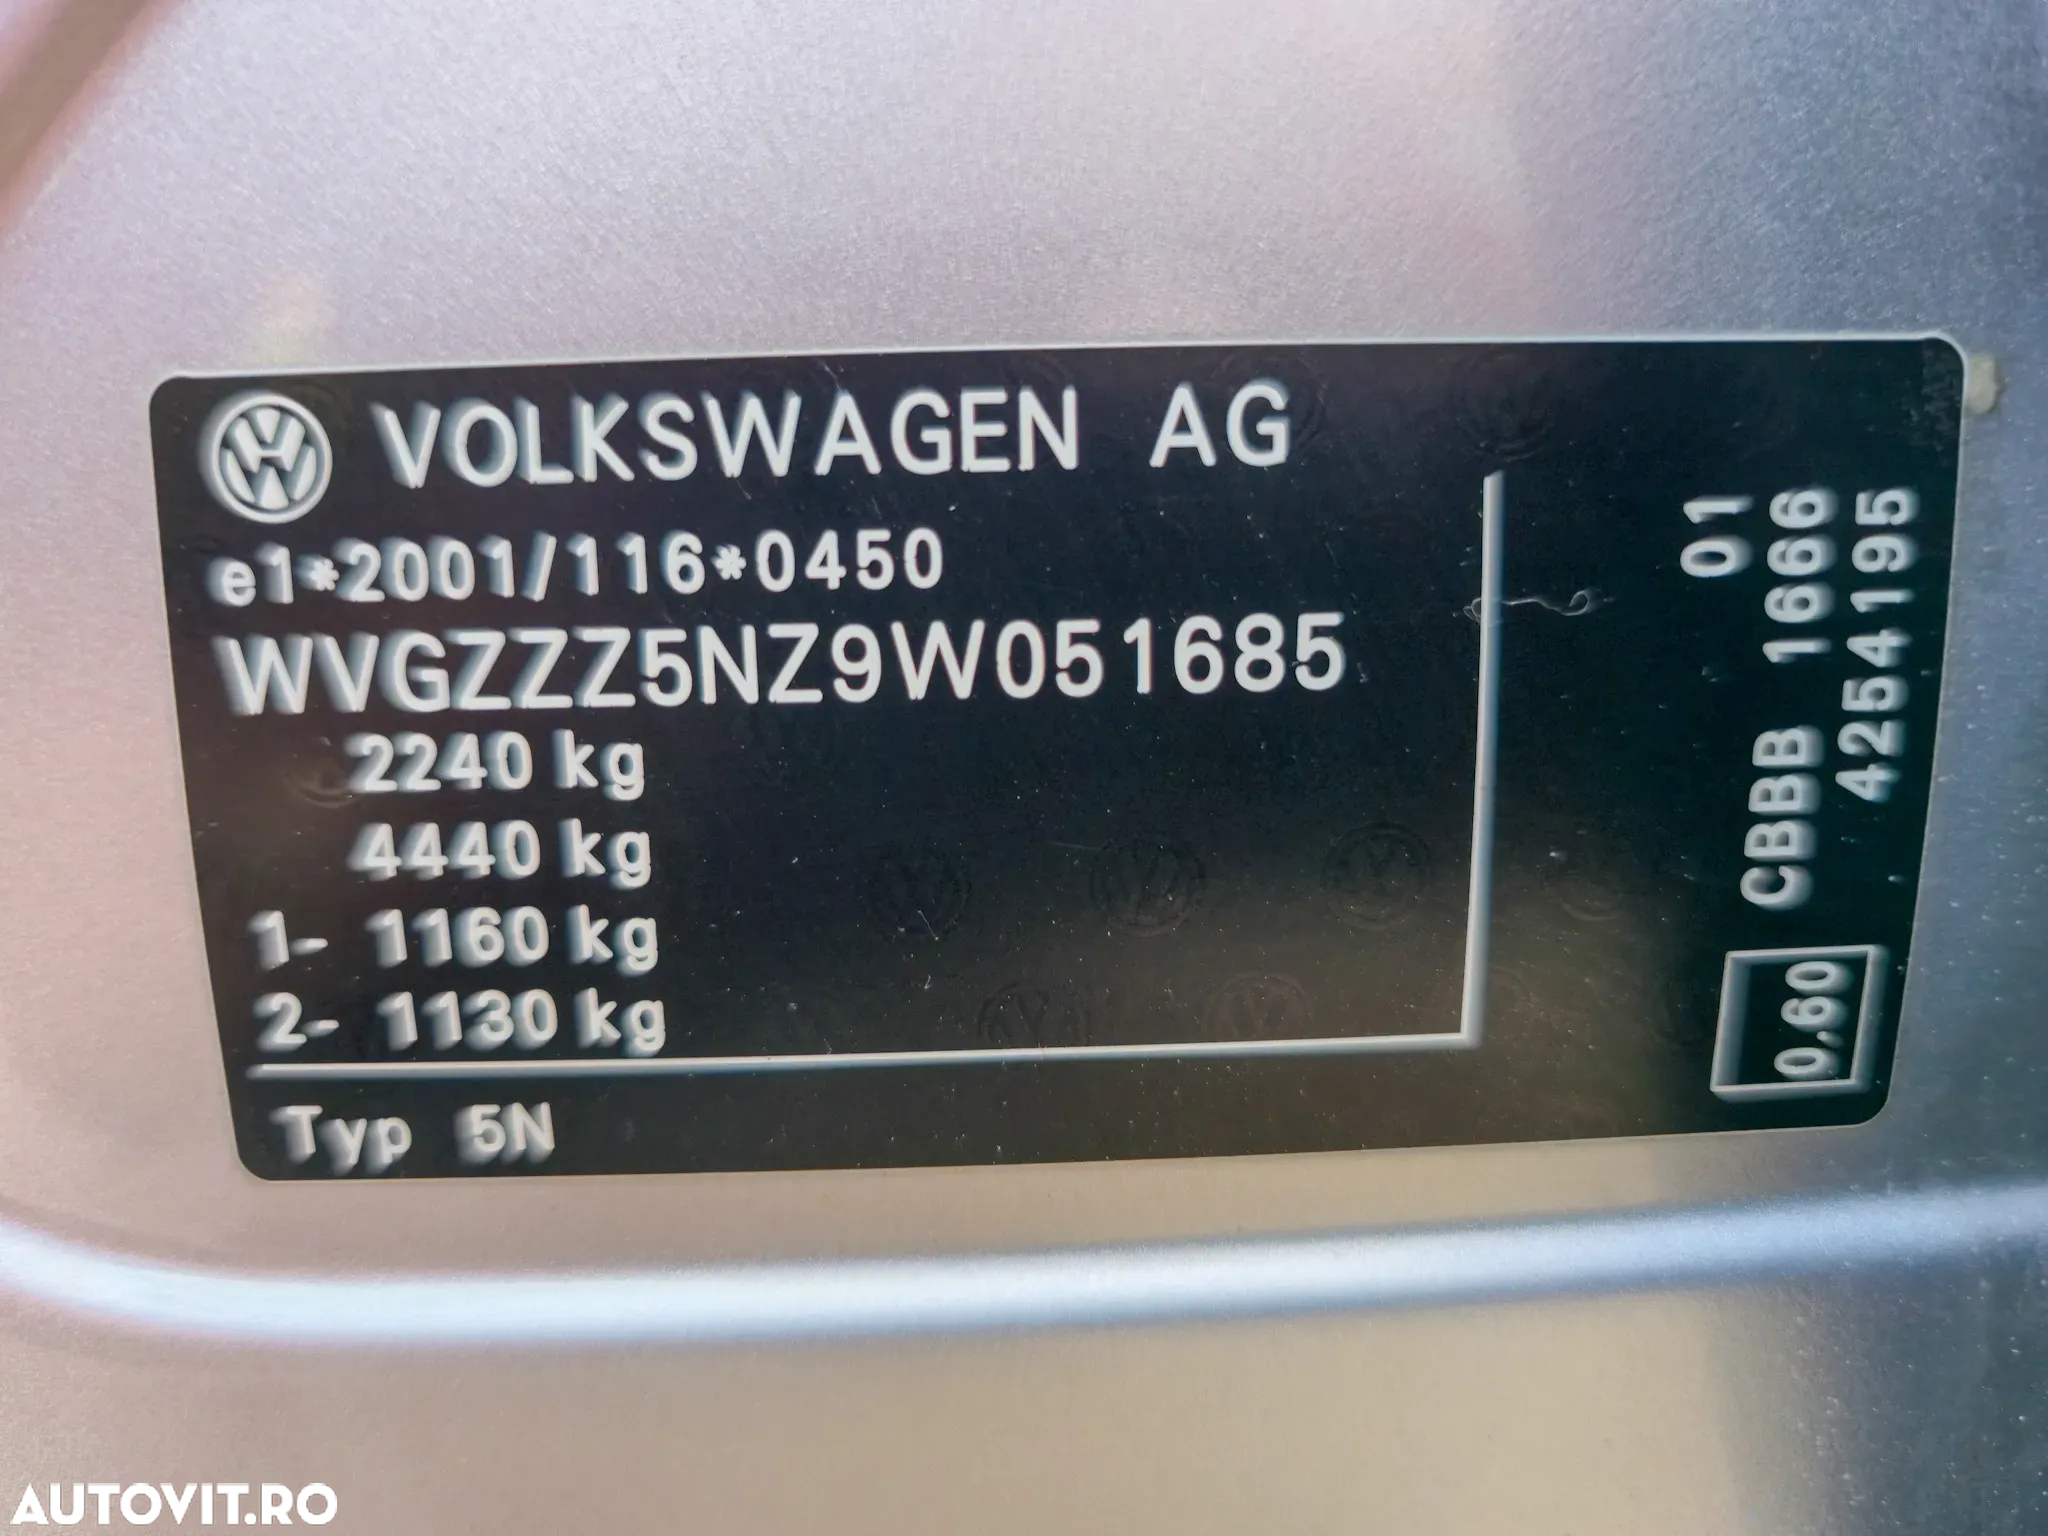 VOLKSWAGEN AG
e1*2001/116*0450
WVGZZZ5NZ9W051685
2240 kg
4440 kg
1- 1160 kg
2- 1130 kg
Typ 5N
01
CBBB 1666
4254195
0.60
AUTOVIT.RO